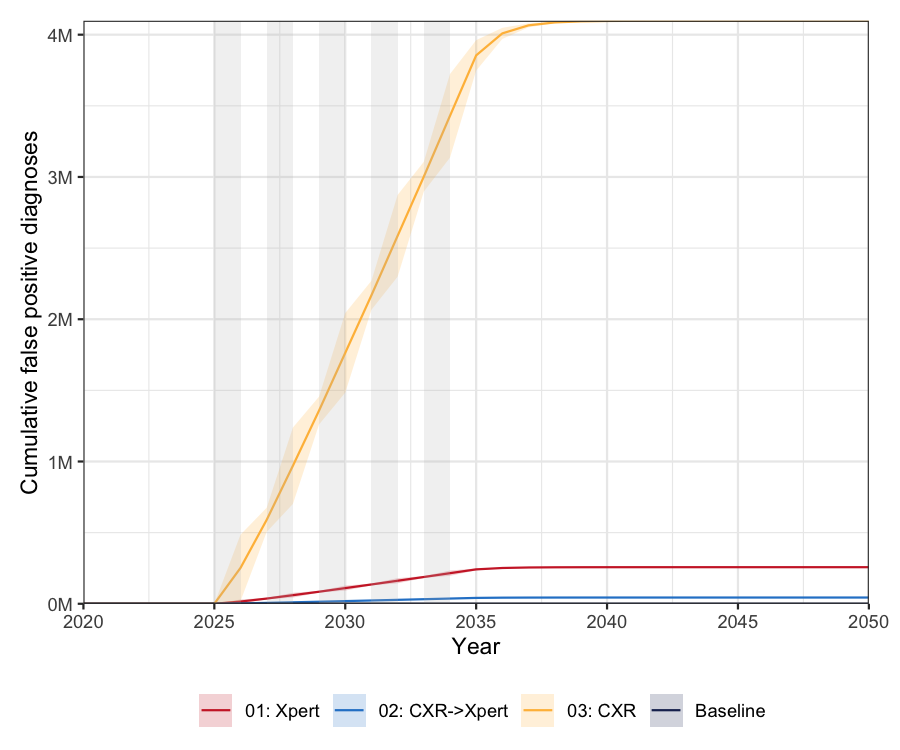 Cumulative false positive diagnoses
4M
3M
2M
1M
0M
2020 2025 2030 2035 2040 2045 2050
Year
01: Xpert 02: CXR->Xpert 03: CXR Baseline